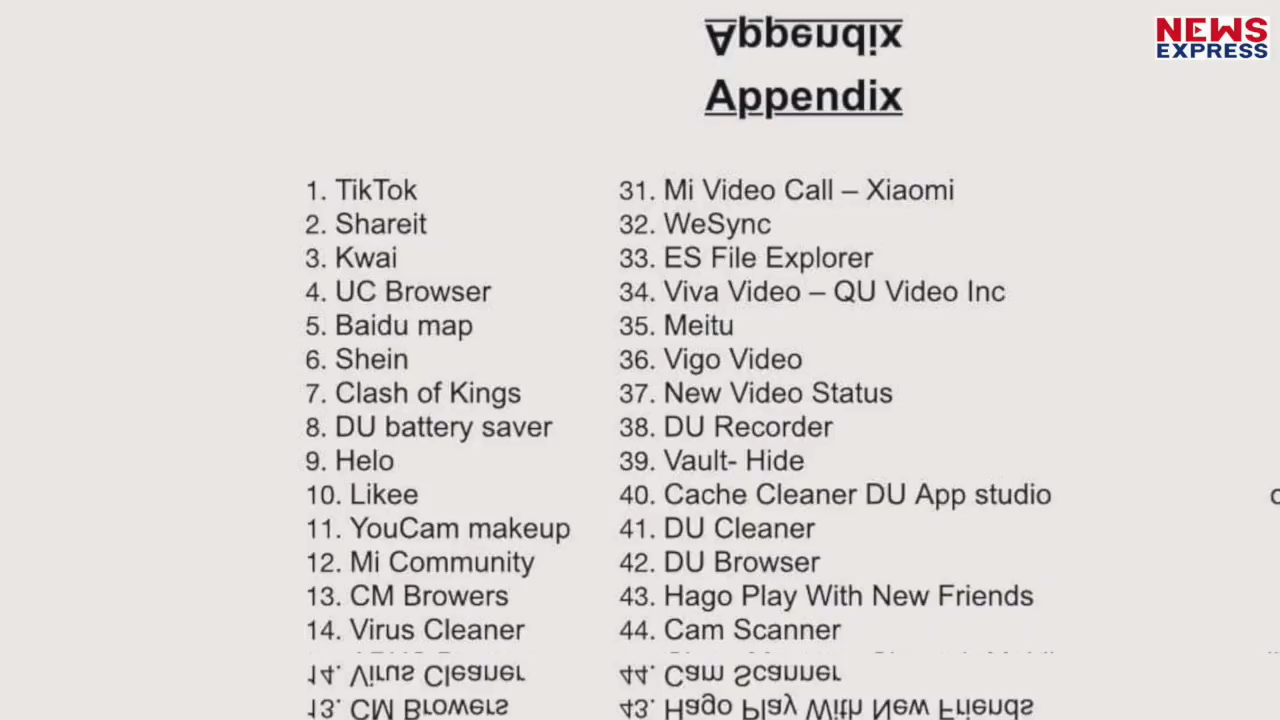 Appendix
NEWS
EXPRESS
Appendix
1. TikTok
2. Shareit
3. Kwai
4. UC Browser
5. Baidu map
6. Shein
7. Clash of Kings
8. DU battery saver
9. Helo
10. Likee
11. YouCam makeup
12. Mi Community
13. CM Browers
14. Virus Cleaner
31. Mi Video Call – Xiaomi
32. WeSync
33. ES File Explorer
34. Viva Video – QU Video Inc
35. Meitu
36. Vigo Video
37. New Video Status
38. DU Recorder
39. Vault- Hide
40. Cache Cleaner DU App studio
41. DU Cleaner
42. DU Browser
43. Hago Play With New Friends
44. Cam Scanner
14. Virus Cleaner
13. CM Browers
44. Cam Scanner
43. Hago Play With New Friends